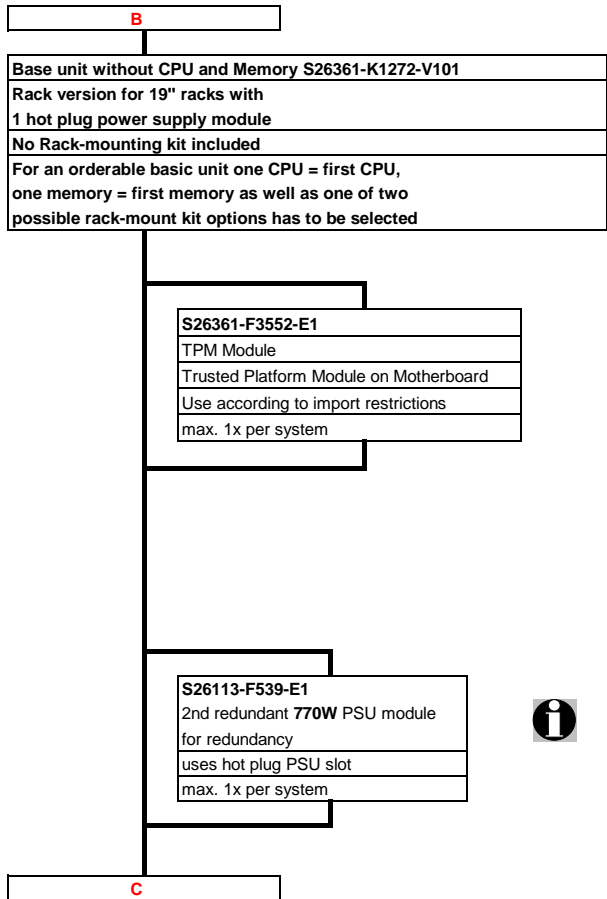 B
Base unit without CPU and Memory S26361-K1272-V101
Rack version for 19" racks with
1 hot plug power supply module
No Rack-mounting kit included
For an orderable basic unit one CPU = first CPU,
one memory = first memory as well as one of two
possible rack-mount kit options has to be selected
S26361-F3552-E1
TPM Module
Trusted Platform Module on Motherboard
Use according to import restrictions
max. 1x per system
S26113-F539-E1
2nd redundant 770W PSU module
for redundancy
uses hot plug PSU slot
max. 1x per system
i
C